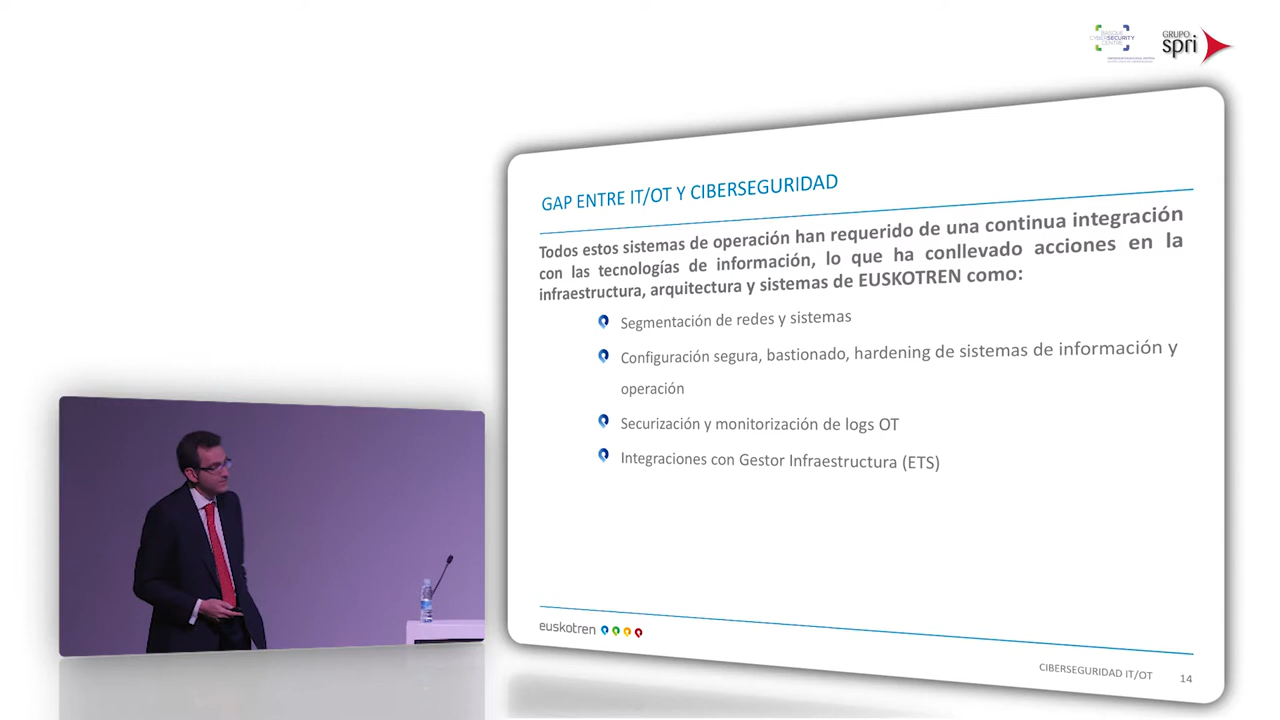 BASQUE
CYBERSECURITY
CENTRE
GRUPO
spri
GAP ENTRE IT/OT Y CIBERSEGURIDAD
Todos estos sistemas de operación han requerido de una continua integración
con las tecnologías de información, lo que ha conllevado acciones en la
infraestructura, arquitectura y sistemas de EUSKOTREN como:
Segmentación de redes y sistemas
Configuración segura, bastionado, hardening de sistemas de información y
operación
Securización y monitorización de logs OT
Integraciones con Gestor Infraestructura (ETS)
euskotren
CIBERSEGURIDAD IT/OT
14